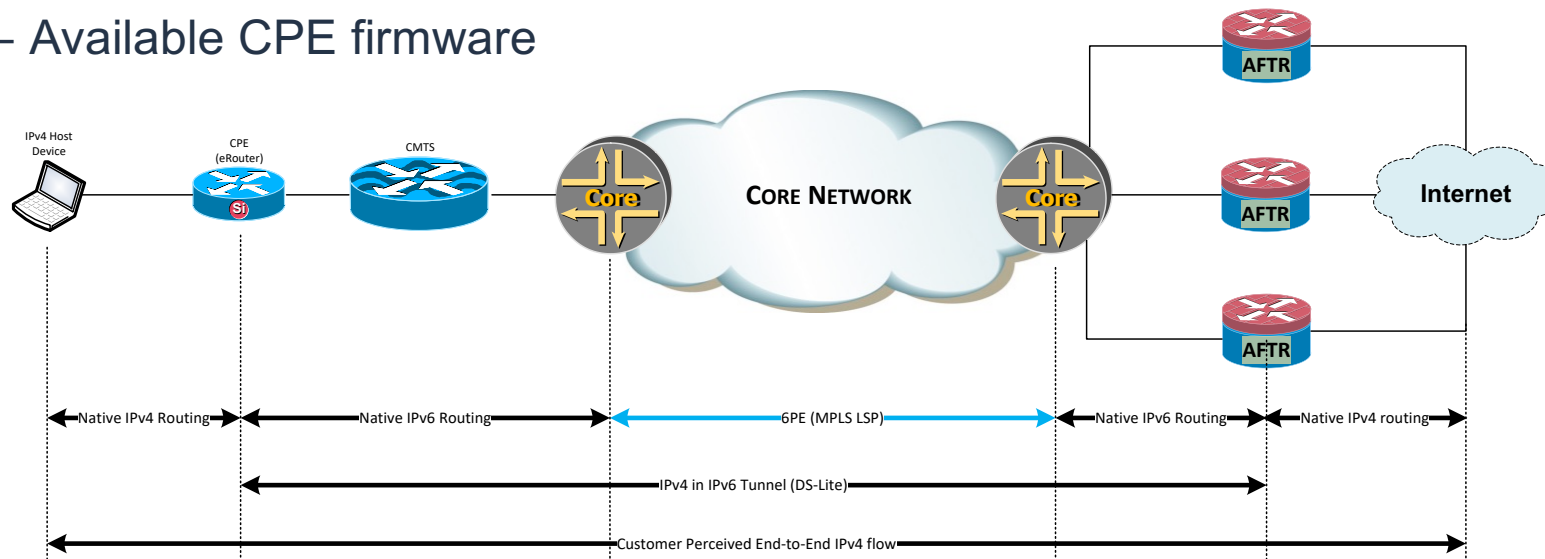 – Available CPE firmware
AFTR
IPv4 Host
Device
CPE
(eRouter)
CMTS
Si
Core
CORE NETWORK
Core
AFTR
Internet
AFTR
Native IPv4 Routing
Native IPv6 Routing
6PE (MPLS LSP)
Native IPv6 Routing
Native IPv4 routing
IPv4 in IPv6 Tunnel (DS-Lite)
Customer Perceived End-to-End IPv4 flow